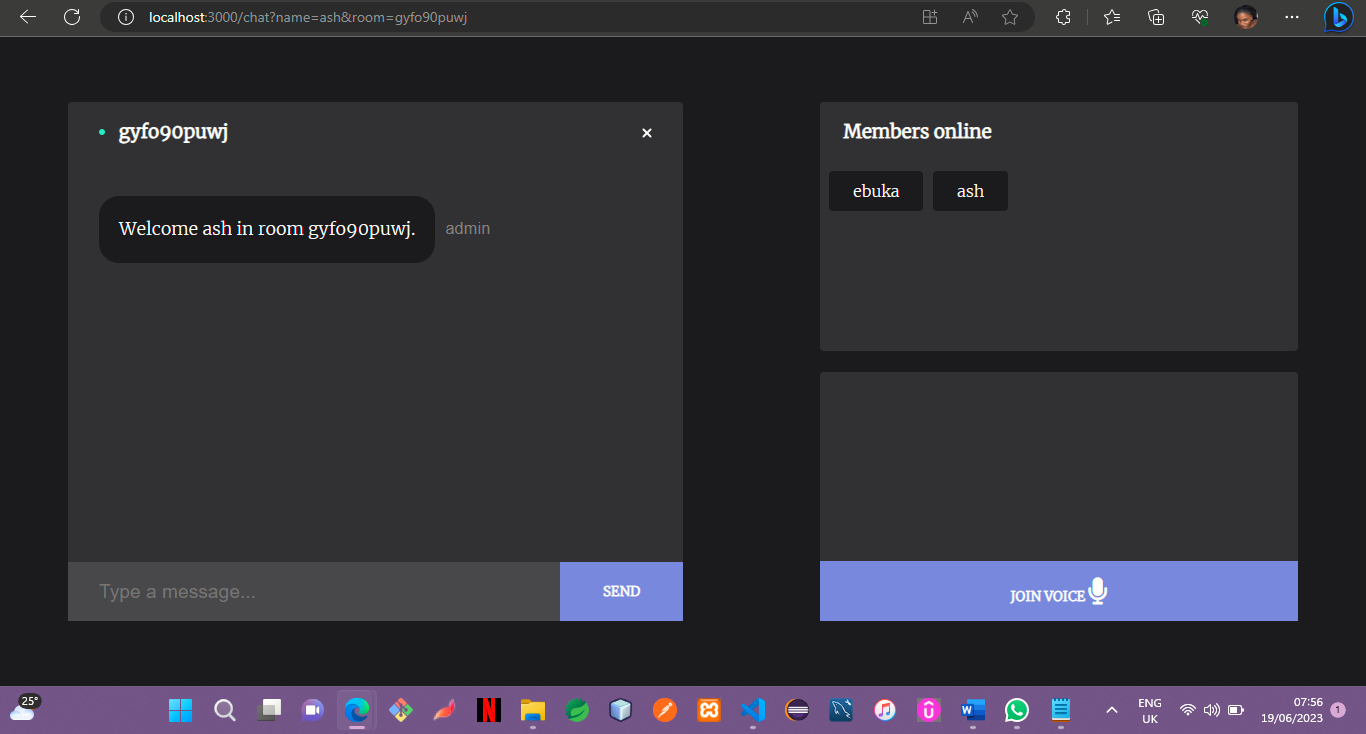 localhost:3000/chat?name=ash&room=gyfo90puwj
gyfo90puwj
×
Welcome ash in room gyfo90puwj.
admin
Type a message...
SEND
Members online
ebuka
ash
JOIN VOICE
25°
ENG
UK
07:56
19/06/2023
1